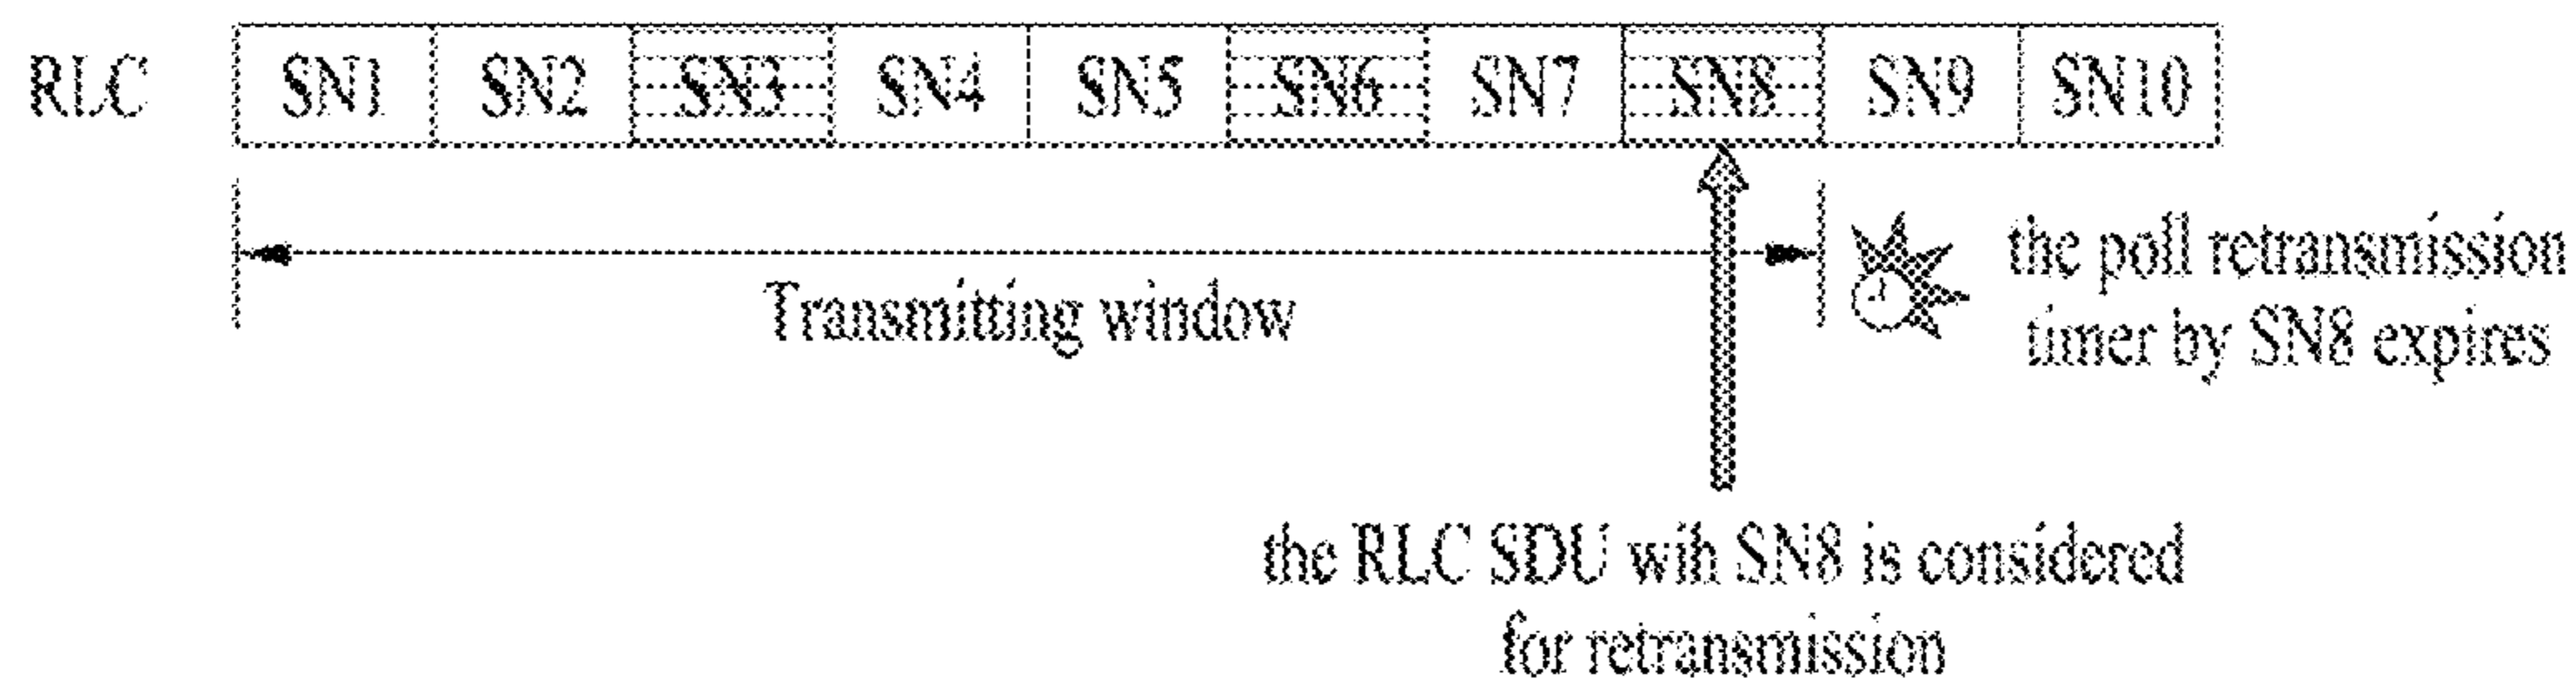 RLC SN1 SN2 SN3 SN4 SN5 SN6 SN7 SN8 SN9 SN10
the poll retransmission
timer by SN8 expires
Transmitting window
the RLC SDU wih SN8 is considered
for retransmission